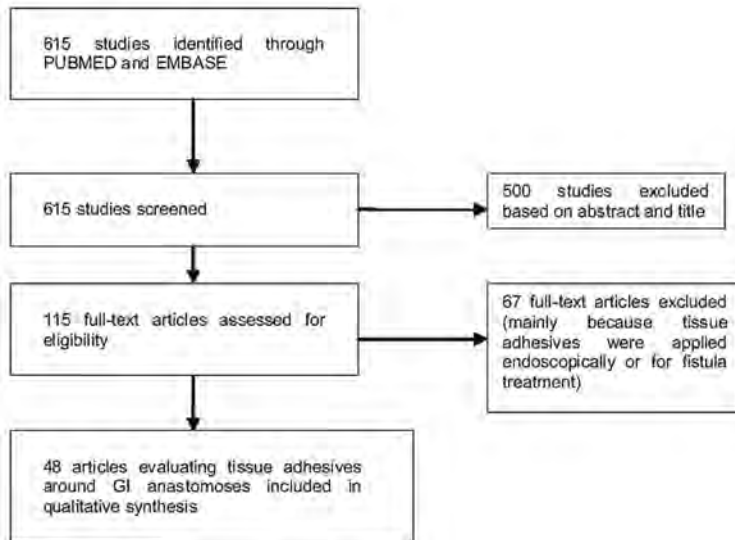 615 studies identified through
PUBMED and EMBASE
615 studies screened
500 studies excluded
based on abstract and title
115 full-text articles assessed for
eligibility
67 full-text articles excluded
(mainly because tissue
adhesives were applied
endoscopically or for fistula
treatment)
48 articles evaluating tissue adhesives
around GI anastomoses included in
qualitative synthesis